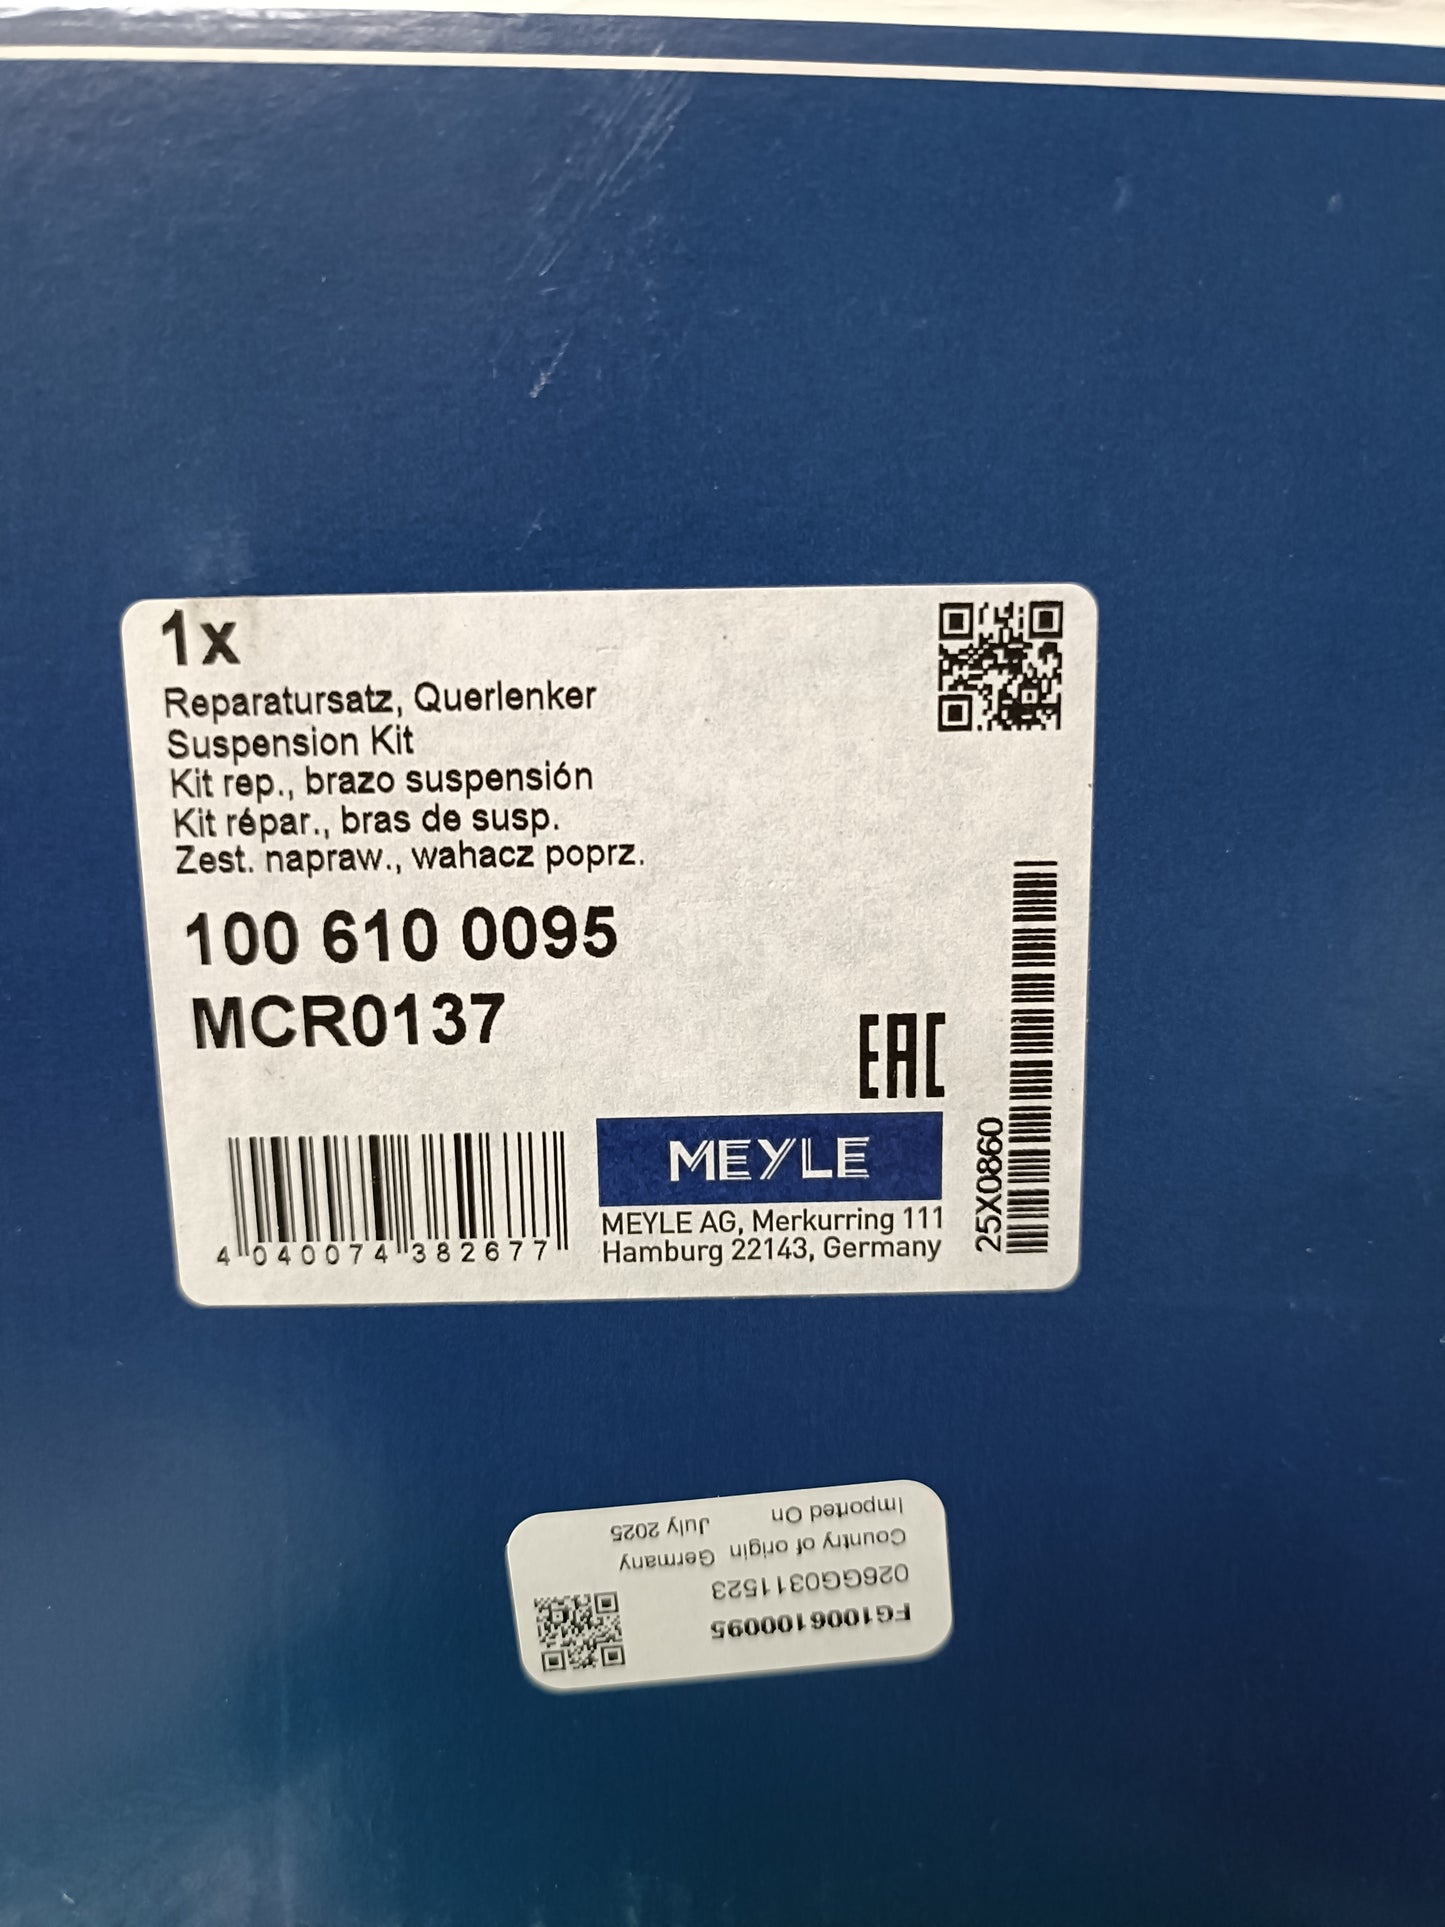 1x
Reparatursatz, Querlenker
Suspension Kit
Kit rep., brazo suspensión
Kit répar., bras de susp.
Zest. napraw., wahacz poprz.
100 610 0095
MCR0137
EAC
MEYLE
MEYLE AG, Merkurring 111
Hamburg 22143, Germany
4 040074 382677
25X0860
FG1006100095
026GG0311523
Country of origin Germany
Imported On July 2025